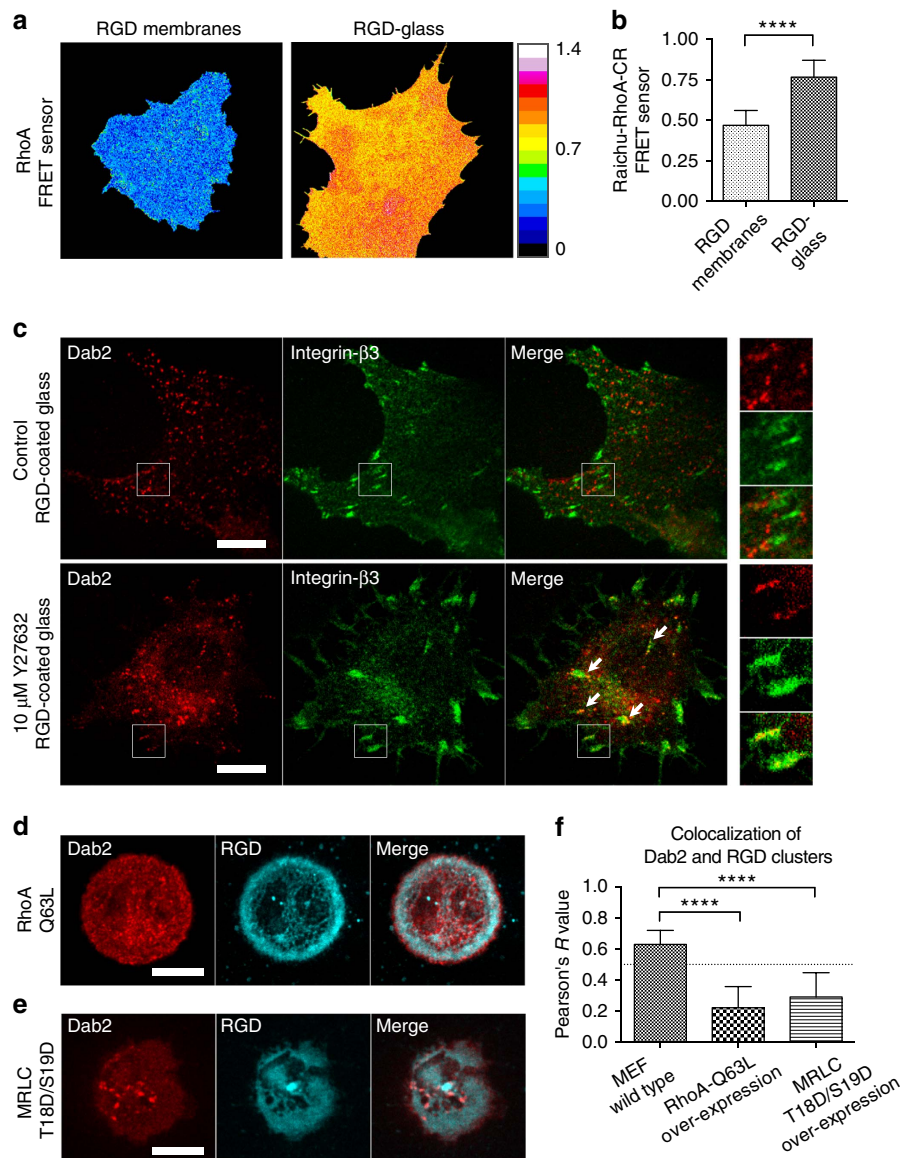 a
RGD membranes
RGD-glass
RhoA
FRET sensor
1.4
0.7
0
b
****
Raichu-RhoA-CR
FRET sensor
1.00
0.75
0.50
0.25
0.00
RGD
membranes
RGD-
glass
c
Control
RGD-coated glass
Dab2
Integrin-β3
Merge
10 μM Y27632
RGD-coated glass
Dab2
Integrin-β3
Merge
d
RhoA
Q63L
Dab2
RGD
Merge
e
MRLC
T18D/S19D
Dab2
RGD
Merge
f
Colocalization of
Dab2 and RGD clusters
****
****
Pearson's R value
1.0
0.8
0.6
0.4
0.2
0.0
MEF
wild type
RhoA-Q63L
over-expression
MRLC
T18D/S19D
over-expression